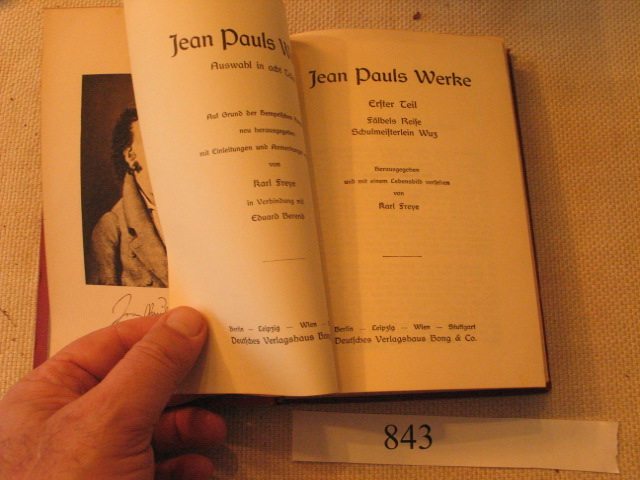 Jean Pauls W
Auswahl in acht Teilen
Auf Grund der Hempelschen
neu herausgegeben
mit Einleitungen und Anmerkungen
von
Karl Freye
in Verbindung mit
Eduard Berend
Berlin — Leipzig — Wien —
Deutsches Verlagshaus Bong
Jean Pauls Werke
Erster Teil
Fälbels Reise
Schulmeisterlein Wuz
Herausgegeben
und mit einem Lebensbild versehen
von
Karl Freye
Berlin — Leipzig — Wien — Stuttgart
Deutsches Verlagshaus Bong & Co.
843